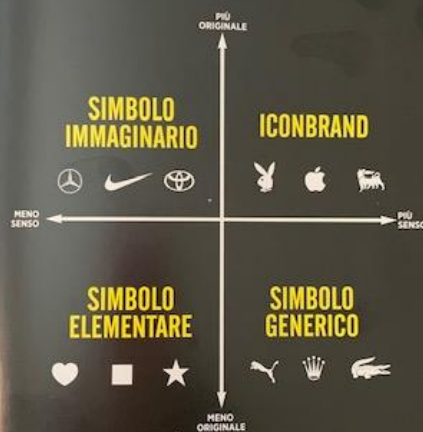 PIÙ
ORIGINALE
SIMBOLO
IMMAGINARIO
ICONBRAND
MENO
SENSO
PIÙ
SENSO
SIMBOLO
ELEMENTARE
SIMBOLO
GENERICO
MENO
ORIGINALE